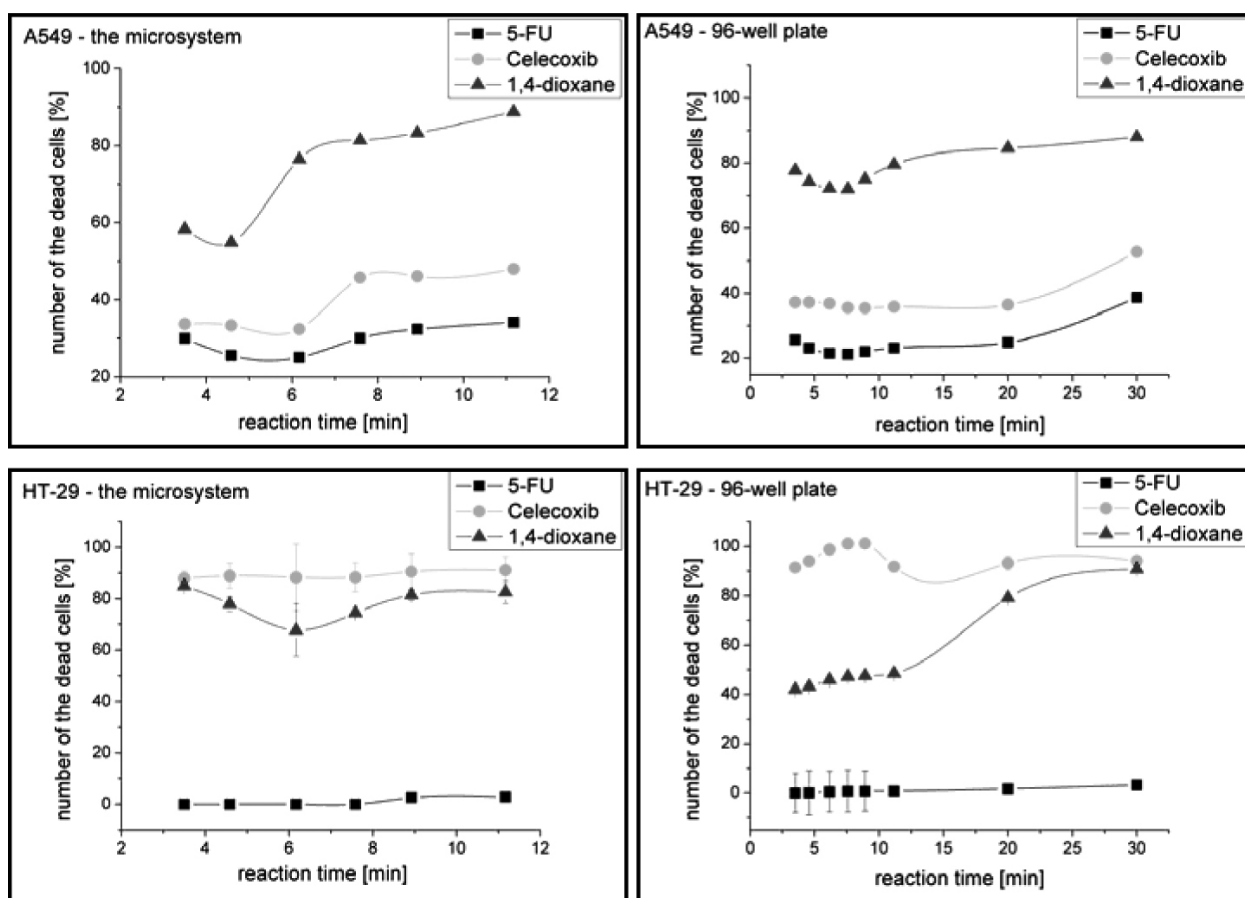 A549 - the microsystem
5-FU
Celecoxib
1,4-dioxane
number of the dead cells [%]
100
80
60
40
20
2
4
6
8
10
12
reaction time [min]
A549 - 96-well plate
5-FU
Celecoxib
1,4-dioxane
number of the dead cells [%]
100
80
60
40
20
0
5
10
15
20
25
30
reaction time [min]
HT-29 - the microsystem
5-FU
Celecoxib
1,4-dioxane
number of the dead cells [%]
100
80
60
40
20
0
2
4
6
8
10
12
reaction time [min]
HT-29 - 96-well plate
5-FU
Celecoxib
1,4-dioxane
number of the dead cells [%]
100
80
60
40
20
0
0
5
10
15
20
25
30
reaction time [min]